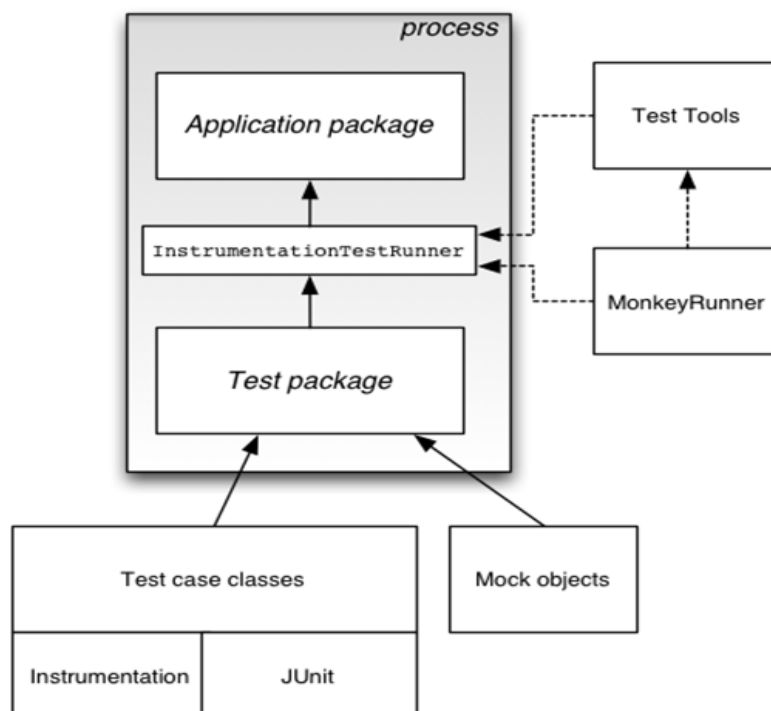 process
Application package
Test Tools
InstrumentationTestRunner
MonkeyRunner
Test package
Test case classes
Mock objects
Instrumentation
JUnit